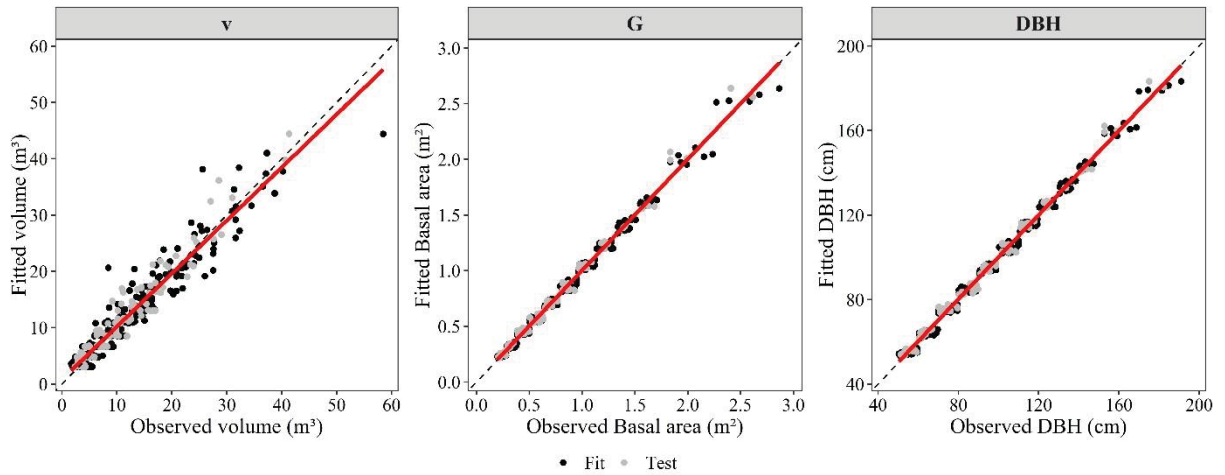 v
G
DBH
60
50
40
30
20
10
0
Fitted volume (m³)
0 10 20 30 40 50 60
Observed volume (m³)
3.0
2.5
2.0
1.5
1.0
0.5
0.0
Fitted Basal area (m²)
0.0 0.5 1.0 1.5 2.0 2.5 3.0
Observed Basal area (m²)
200
160
120
80
40
Fitted DBH (cm)
40 80 120 160 200
Observed DBH (cm)
Fit Test